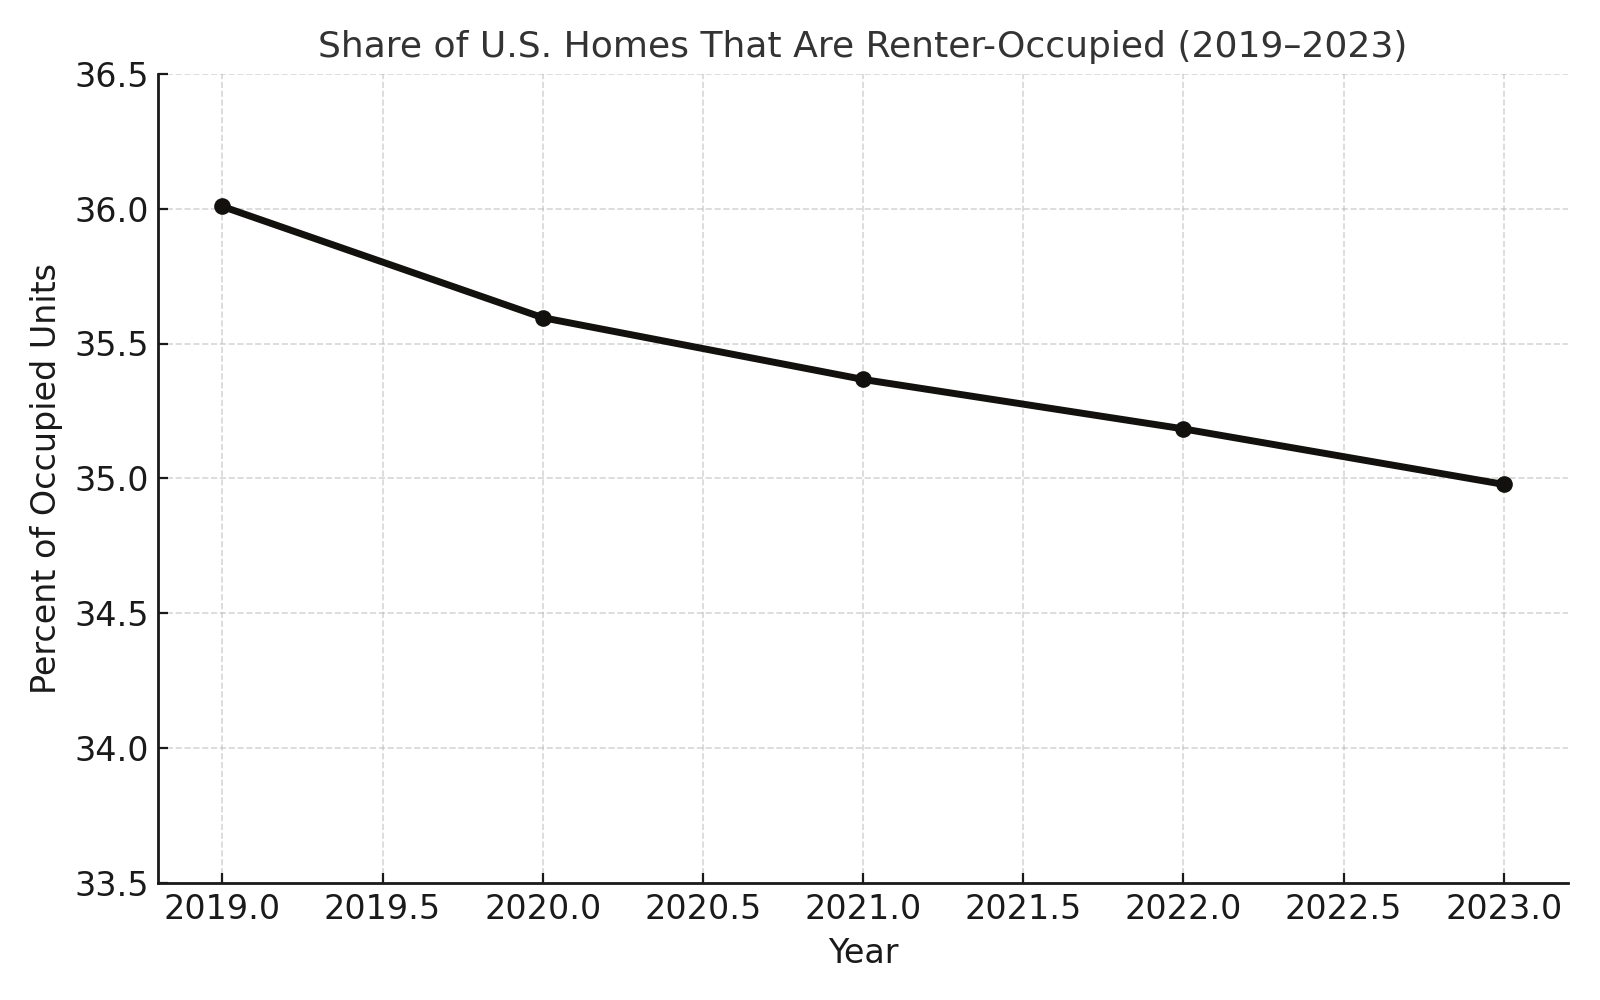 Share of U.S. Homes That Are Renter-Occupied (2019–2023)
36.5
36.0
35.5
35.0
34.5
34.0
33.5
Percent of Occupied Units
2019.0 2019.5 2020.0 2020.5 2021.0 2021.5 2022.0 2022.5 2023.0
Year